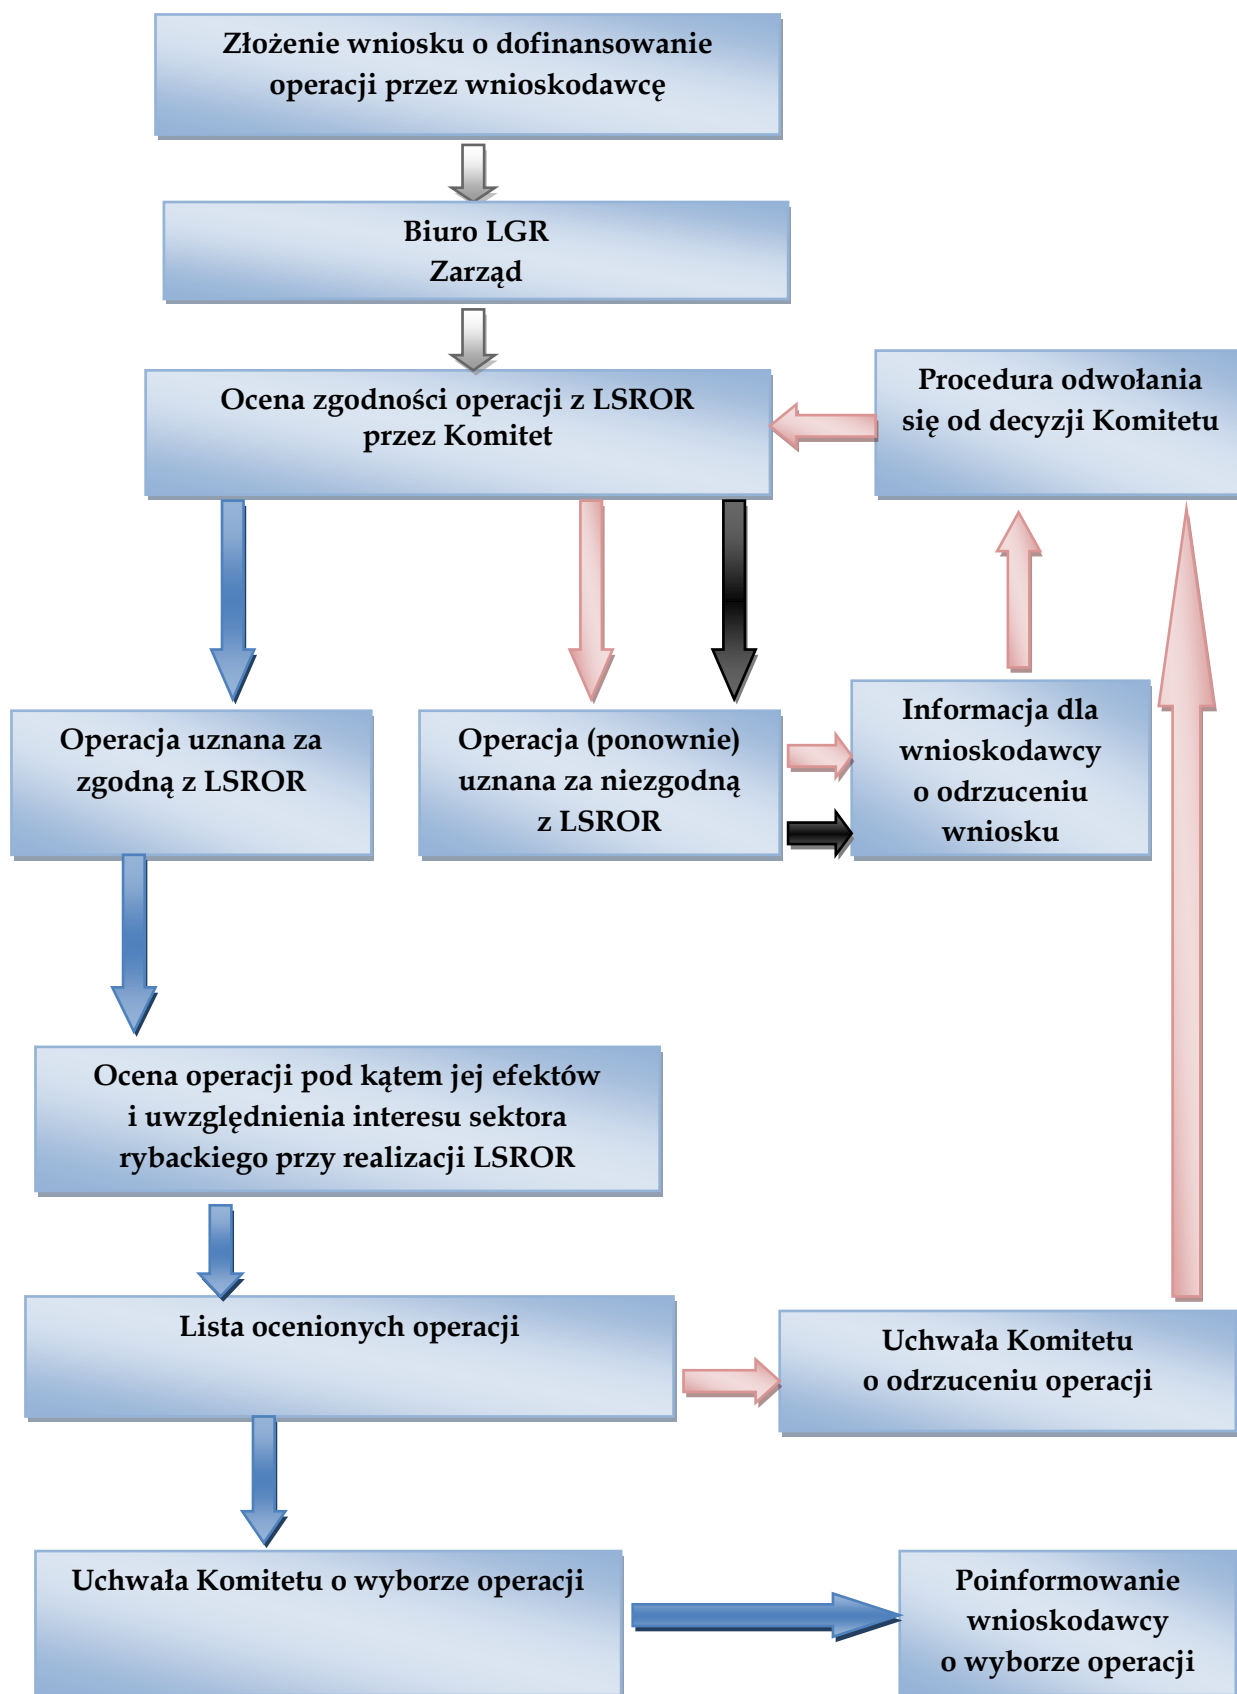 Złożenie wniosku o dofinansowanie
operacji przez wnioskodawcę
Biuro LGR
Zarząd
Ocena zgodności operacji z LSROR
przez Komitet
Procedura odwołania
się od decyzji Komitetu
Operacja uznana za
zgodną z LSROR
Operacja (ponownie)
uznana za niezgodną
z LSROR
Informacja dla
wnioskodawcy
o odrzuceniu
wniosku
Ocena operacji pod kątem jej efektów
i uwzględnienia interesu sektora
rybackiego przy realizacji LSROR
Lista ocenionych operacji
Uchwała Komitetu
o odrzuceniu operacji
Uchwała Komitetu o wyborze operacji
Poinformowanie
wnioskodawcy
o wyborze operacji